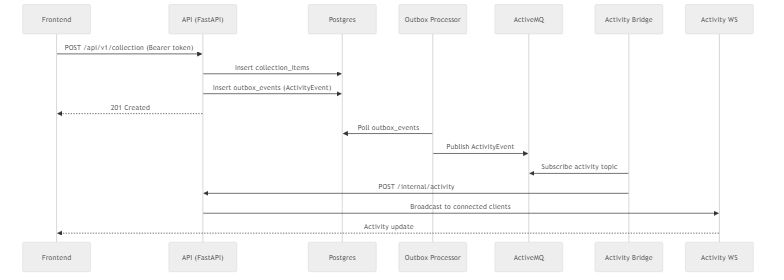 Frontend
API (FastAPI)
Postgres
Outbox Processor
ActiveMQ
Activity Bridge
Activity WS
POST /api/v1/collection (Bearer token)
Insert collection_items
Insert outbox_events (ActivityEvent)
201 Created
Poll outbox_events
Publish ActivityEvent
Subscribe activity topic
POST /internal/activity
Broadcast to connected clients
Activity update
Frontend
API (FastAPI)
Postgres
Outbox Processor
ActiveMQ
Activity Bridge
Activity WS